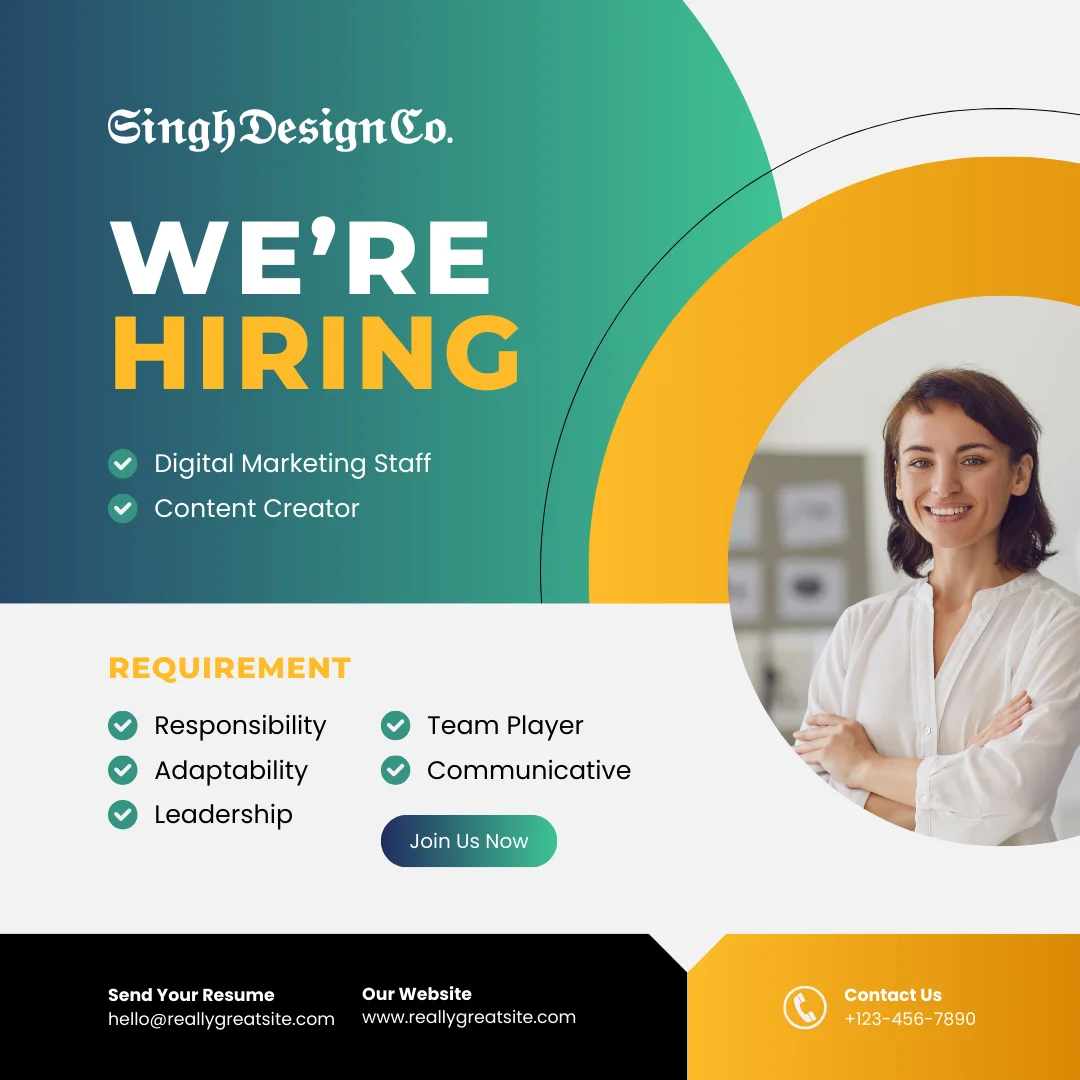 SinghDesignCo.
WE’RE
HIRING
Digital Marketing Staff
Content Creator
REQUIREMENT
Responsibility
Adaptability
Leadership
Team Player
Communicative
Join Us Now
Send Your Resume
hello@reallygreatsite.com
Our Website
www.reallygreatsite.com
Contact Us
+123-456-7890